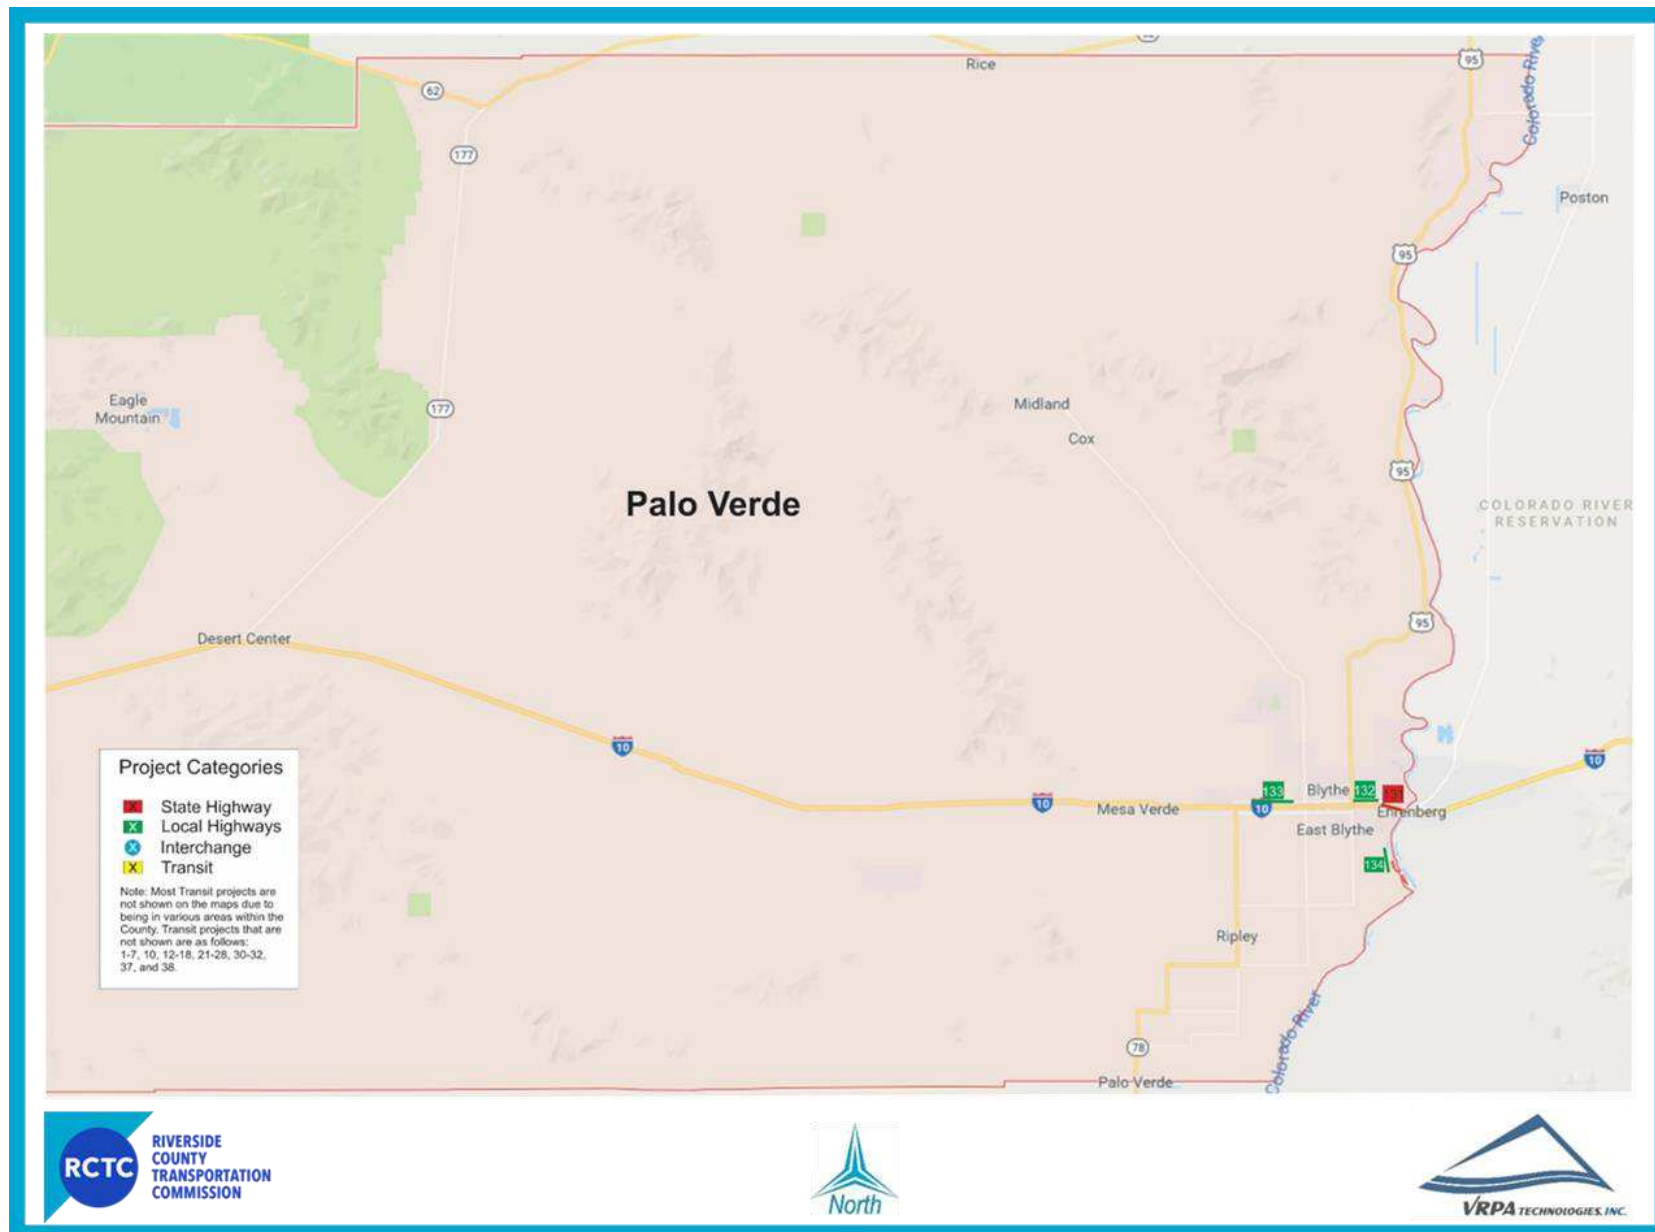 62
Rice
95
Colorado River
62
177
Poston
95
Eagle
Mountain
177
Midland
Cox
95
Palo Verde
COLORADO RIVER
RESERVATION
95
Desert Center
10
10
Project Categories
X State Highway
X Local Highways
X Interchange
X Transit
Note: Most Transit projects are
not shown on the maps due to
being in various areas within the
County. Transit projects that are
not shown are as follows:
1-7, 10, 12-18, 21-28, 30-32,
37, and 38.
133
Blythe
132
131
10
Mesa Verde
10
Ehrenberg
East Blythe
134
Ripley
Colorado River
78
Palo Verde
RCTC
RIVERSIDE
COUNTY
TRANSPORTATION
COMMISSION
North
VRPA TECHNOLOGIES, INC.